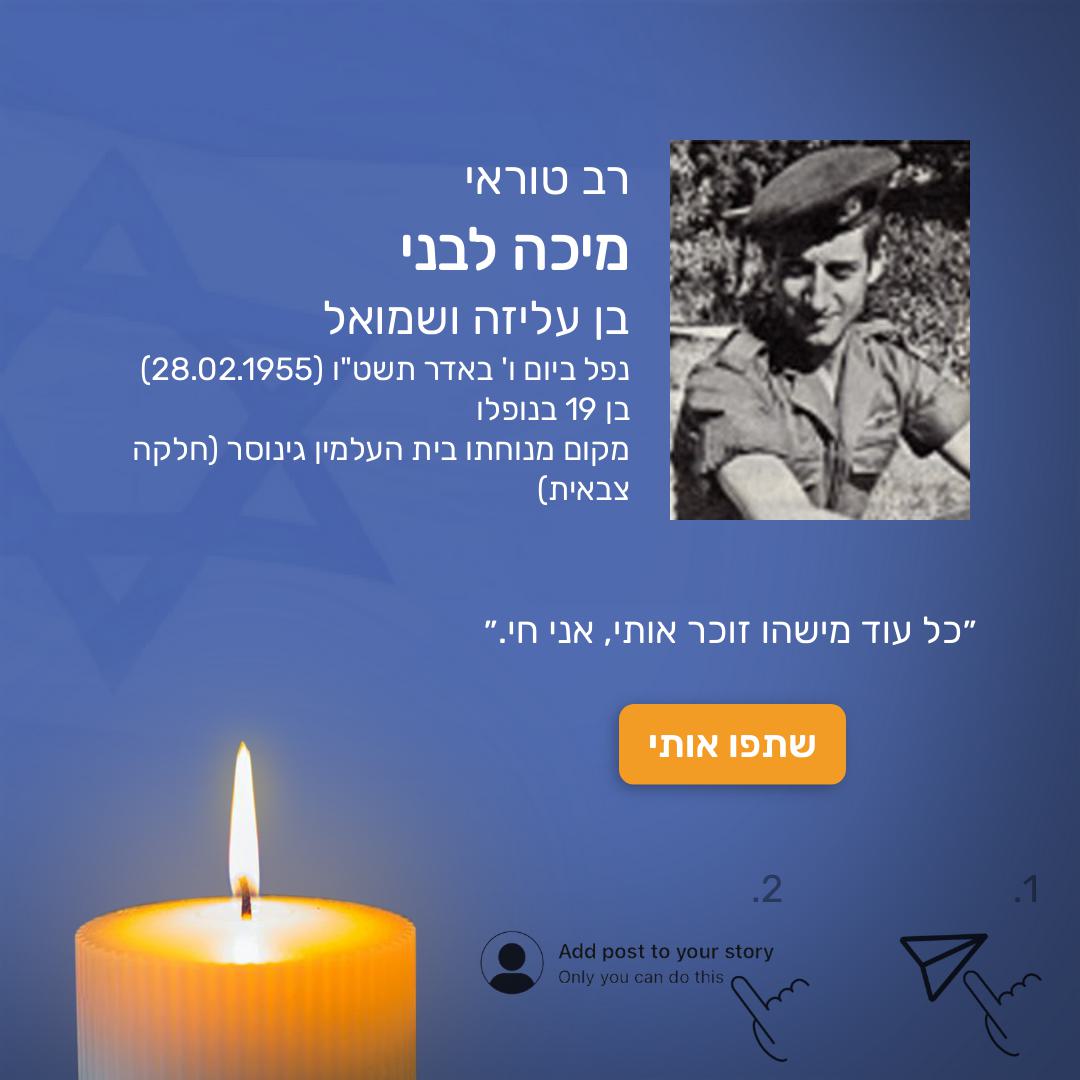 רב טוראי
מיכה לבני
בן עליזה ושמואל
נפל ביום ו' באדר תשט"ו (28.02.1955)
בן 19 בנופלו
מקום מנוחתו בית העלמין גינוסר (חלקה
צבאית)
״כל עוד מישהו זוכר אותי, אני חי.״
שתפו אותי
.1
.2
Add post to your story
Only you can do this